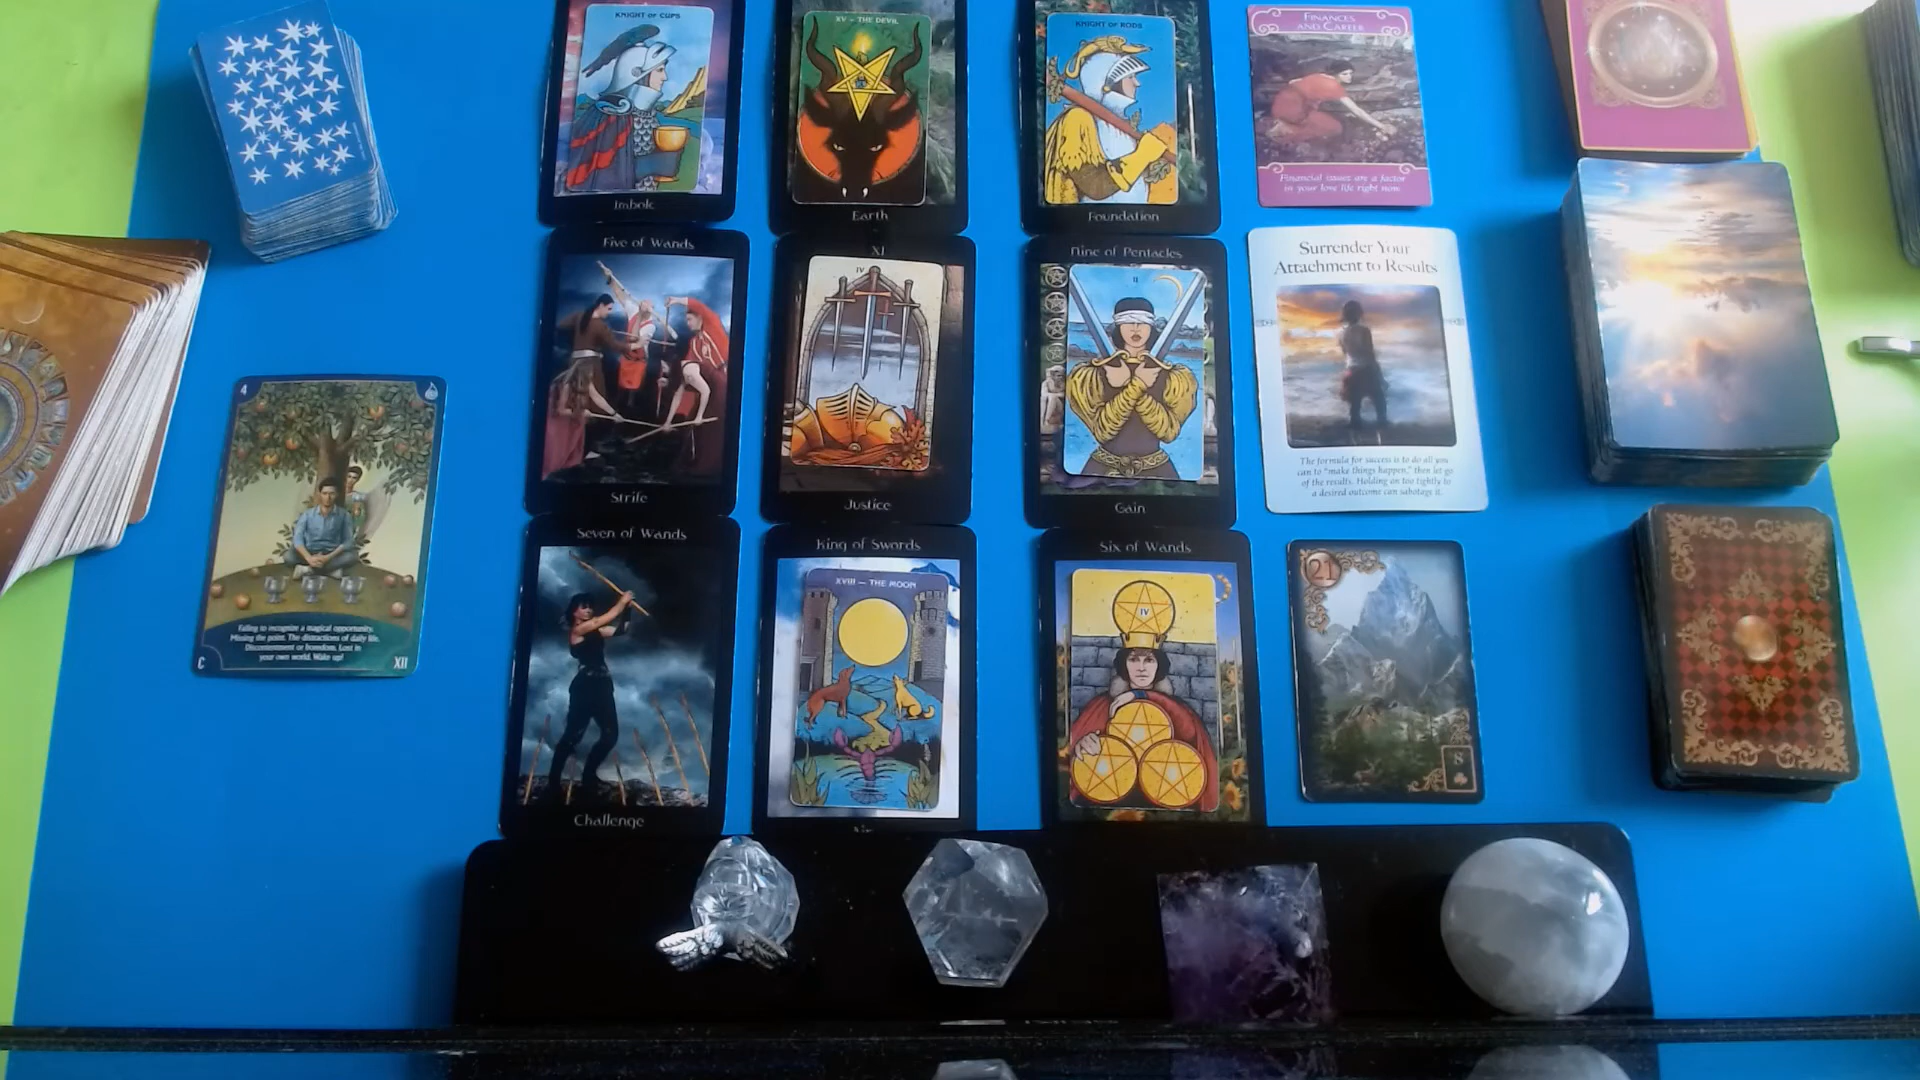 KNIGHT OF CUPS
Imbolc
XV — THE DEVIL
Earth
KNIGHT OF RODS
Foundation
FINANCES
AND CAREER
Financial issues are a factor
in your love life right now.
Five of Wands
Strife
XI
IV
Justice
Nine of Pentacles
II
Gain
Surrender Your
Attachment to Results
The formula for success is to do all you
can to "make things happen," then let go
of the results. Holding on too tightly to
a desired outcome can sabotage it.
4
Failing to recognize a magical opportunity.
Missing the point. The distractions of daily life.
Discontentment or boredom. Lost in
your own world. Wake up!
C
XII
Seven of Wands
Challenge
King of Swords
XVIII — THE MOON
Six of Wands
IV
21
8